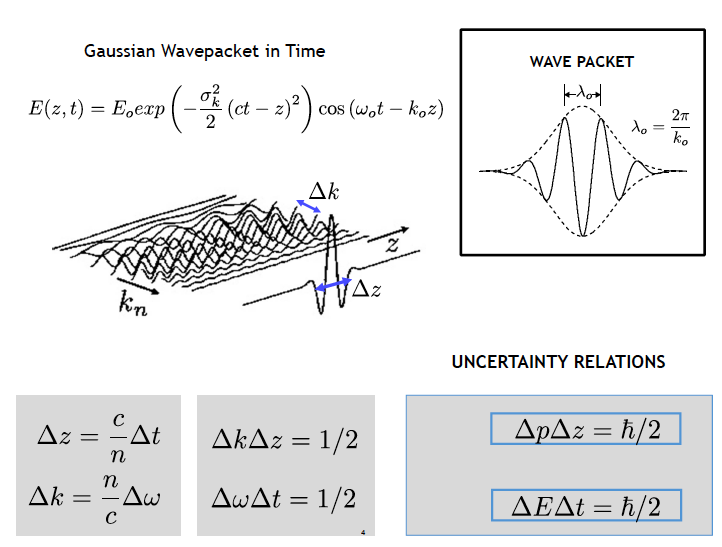 Gaussian Wavepacket in Time
E(z, t) = E_o exp(−σ_k^2/2 (ct − z)^2) cos (ω_o t − k_o z)
WAVE PACKET
λ_o
λ_o = 2π/k_o
Δk
z
Δz
k_n
UNCERTAINTY RELATIONS
Δz = c/n Δt
Δk = n/c Δω
ΔkΔz = 1/2
ΔωΔt = 1/2
ΔpΔz = ℏ/2
ΔEΔt = ℏ/2
4